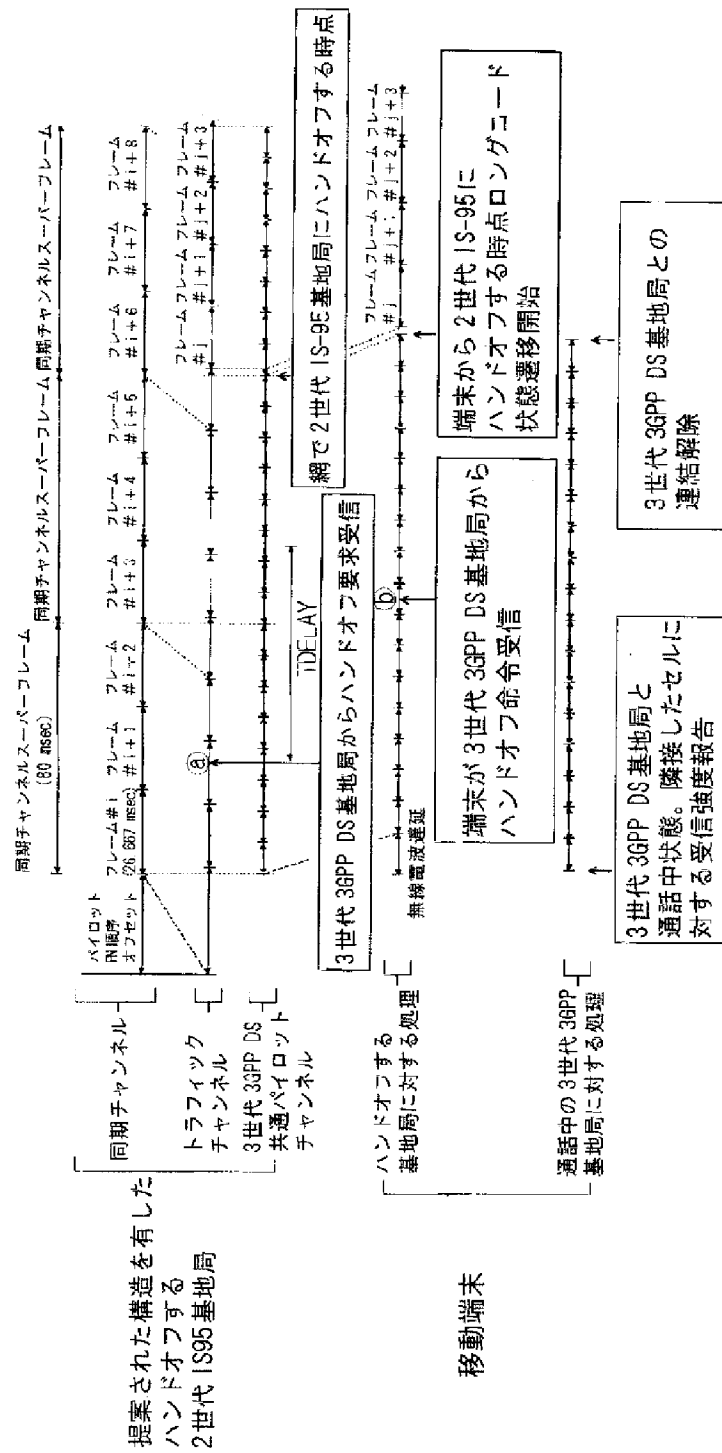 提案された構造を有した
ハンドオフする
2世代 IS95基地局
同期チャンネル
トラフィック
チャンネル
3世代 3GPP DS
共通パイロット
チャンネル
同期チャンネルスーパーフレーム
(80 msec)
同期チャンネルスーパーフレーム
同期チャンネルスーパーフレーム
パイロット
PN順序
オフセット
フレーム#i
(26.667 msec)
フレーム
#i+1
フレーム
#i+2
フレーム
#i+3
フレーム
#i+4
フレーム
#i+5
フレーム
#i+6
フレーム
#i+7
フレーム
#i+8
フレーム
#j
フレーム
#j+1
フレーム
#j+2
フレーム
#j+3
ⓐ
TDELAY
3世代 3GPP DS基地局からハンドオフ要求受信
網で 2世代 IS-95基地局にハンドオフする時点
移動端末
ハンドオフする
基地局に対する処理
無線電波遅延
ⓑ
フレーム
#j
フレーム
#j+1
フレーム
#j+2
フレーム
#j+3
端末が 3世代 3GPP DS基地局から
ハンドオフ命令受信
端末から 2世代 IS-95に
ハンドオフする時点ロングコード
状態遷移開始
通話中の3世代 3GPP
基地局に対する処理
3世代 3GPP DS基地局と
通話中状態。隣接したセルに
対する受信強度報告
3世代 3GPP DS基地局との
連結解除